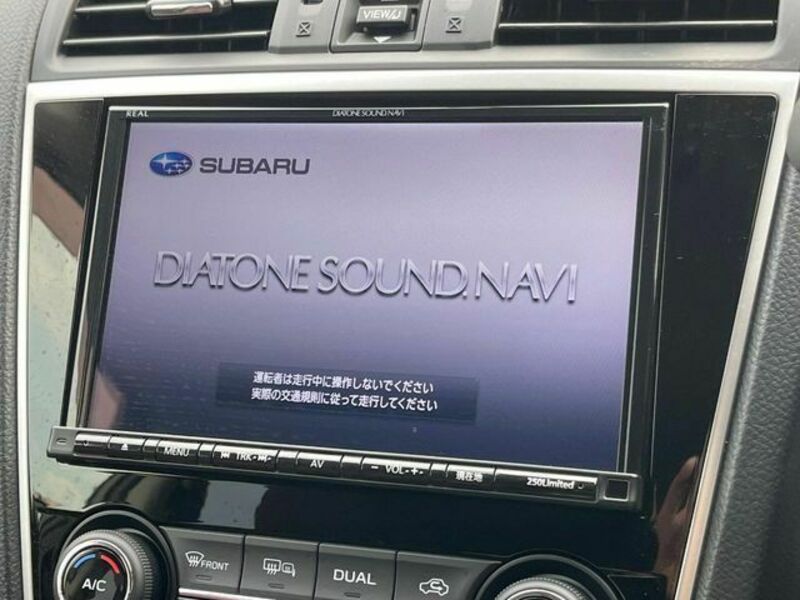 VIEW
REAL
DIATONE SOUND.NAVI
SUBARU
DIATONE SOUND.NAVI
運転者は走行中に操作しないでください
実際の交通規則に従って走行してください
MENU
TRK
AV
− VOL +
現在地
250Limited
A/C
FRONT
DUAL